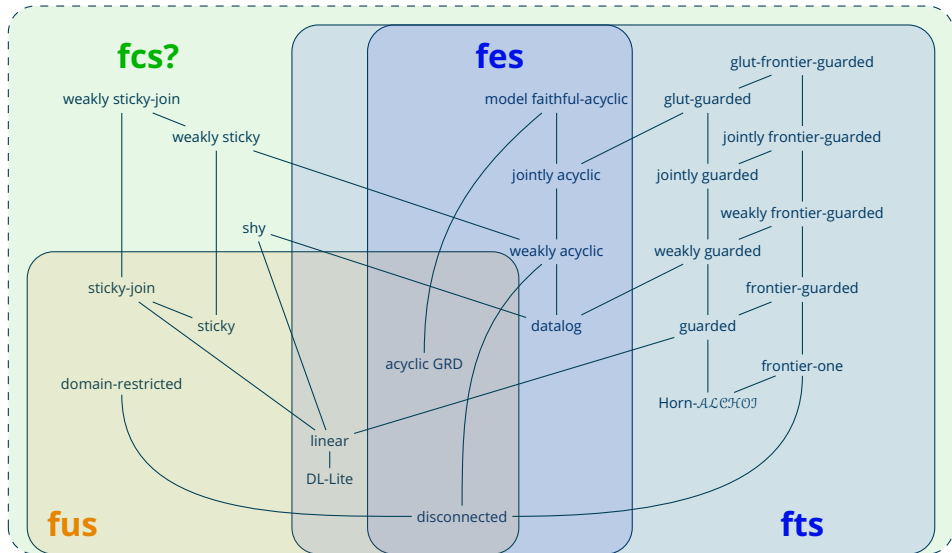 fcs?
fes
glut-frontier-guarded
weakly sticky-join
model faithful-acyclic
glut-guarded
weakly sticky
jointly frontier-guarded
jointly acyclic
jointly guarded
weakly frontier-guarded
shy
weakly acyclic
weakly guarded
sticky-join
frontier-guarded
sticky
datalog
guarded
acyclic GRD
frontier-one
domain-restricted
Horn-𝒜ℒ𝒞ℋ𝒪ℐ
linear
DL-Lite
disconnected
fus
fts